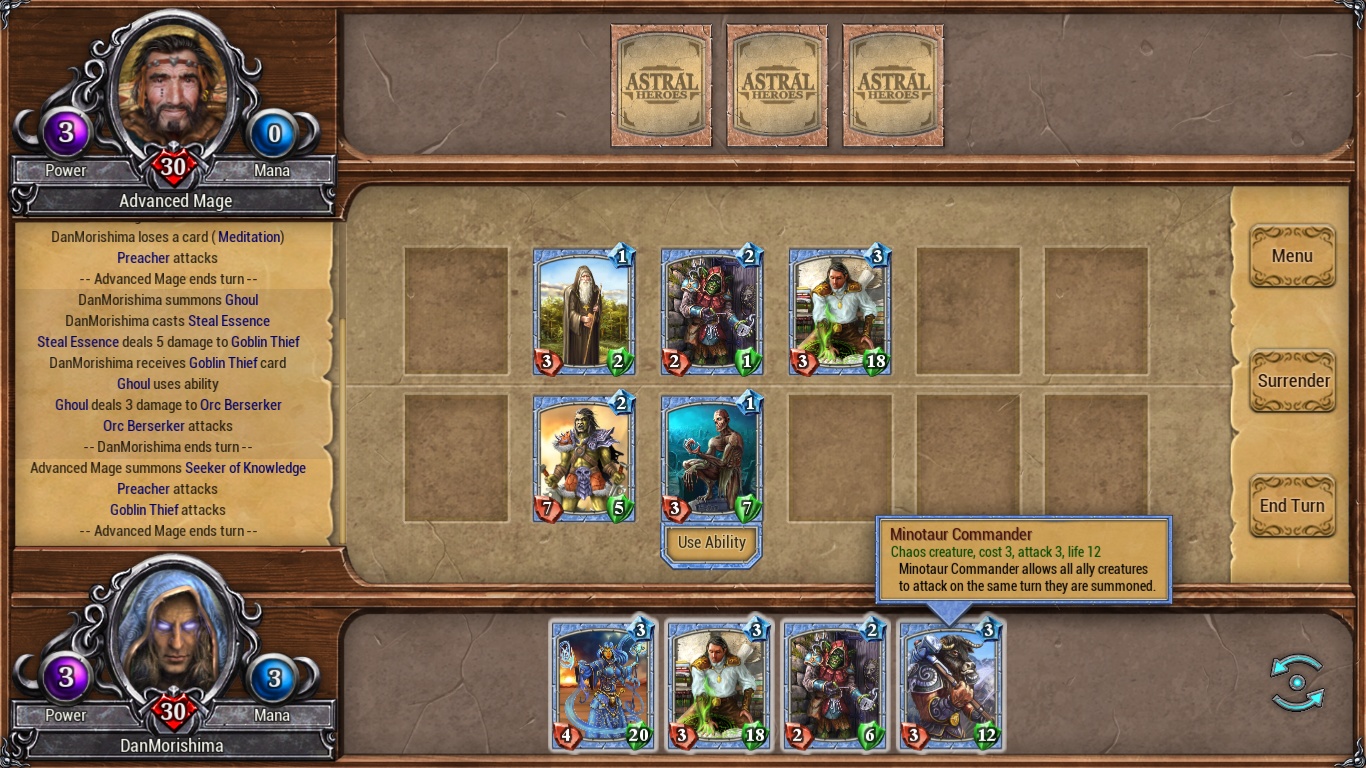 3
Power
30
0
Mana
Advanced Mage
ASTRAL
HEROES
ASTRAL
HEROES
ASTRAL
HEROES
DanMorishima loses a card ( Meditation)
Preacher attacks
-- Advanced Mage ends turn --
DanMorishima summons Ghoul
DanMorishima casts Steal Essence
Steal Essence deals 5 damage to Goblin Thief
DanMorishima receives Goblin Thief card
Ghoul uses ability
Ghoul deals 3 damage to Orc Berserker
Orc Berserker attacks
-- DanMorishima ends turn --
Advanced Mage summons Seeker of Knowledge
Preacher attacks
Goblin Thief attacks
-- Advanced Mage ends turn --
1
3 2
2
2 1
3
3 18
2
7 5
1
3 7
Use Ability
Menu
Surrender
End Turn
Minotaur Commander
Chaos creature, cost 3, attack 3, life 12
Minotaur Commander allows all ally creatures
to attack on the same turn they are summoned.
3
Power
30
3
Mana
DanMorishima
3
4 20
3
3 18
2
2 6
3
3 12